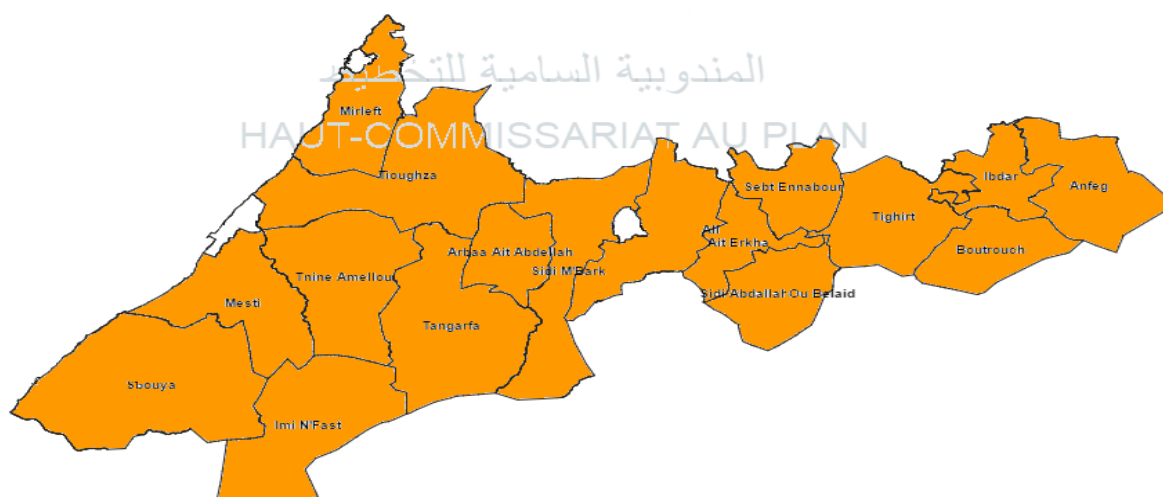 المندوبية السامية للتخطيط
Mirleft
HAUT-COMMISSARIAT AU PLAN
Tioughza
Ibdar
Anfeg
Sebt Ennabour
Tighirt
Ait Erkha
Boutrouch
Arbaa Ait Abdellah
Sidi M'Bark
Tnine Amellou
Mesti
Sidi Abdallah Ou Belaid
Tangarfa
Sbouya
Imi N'Fast